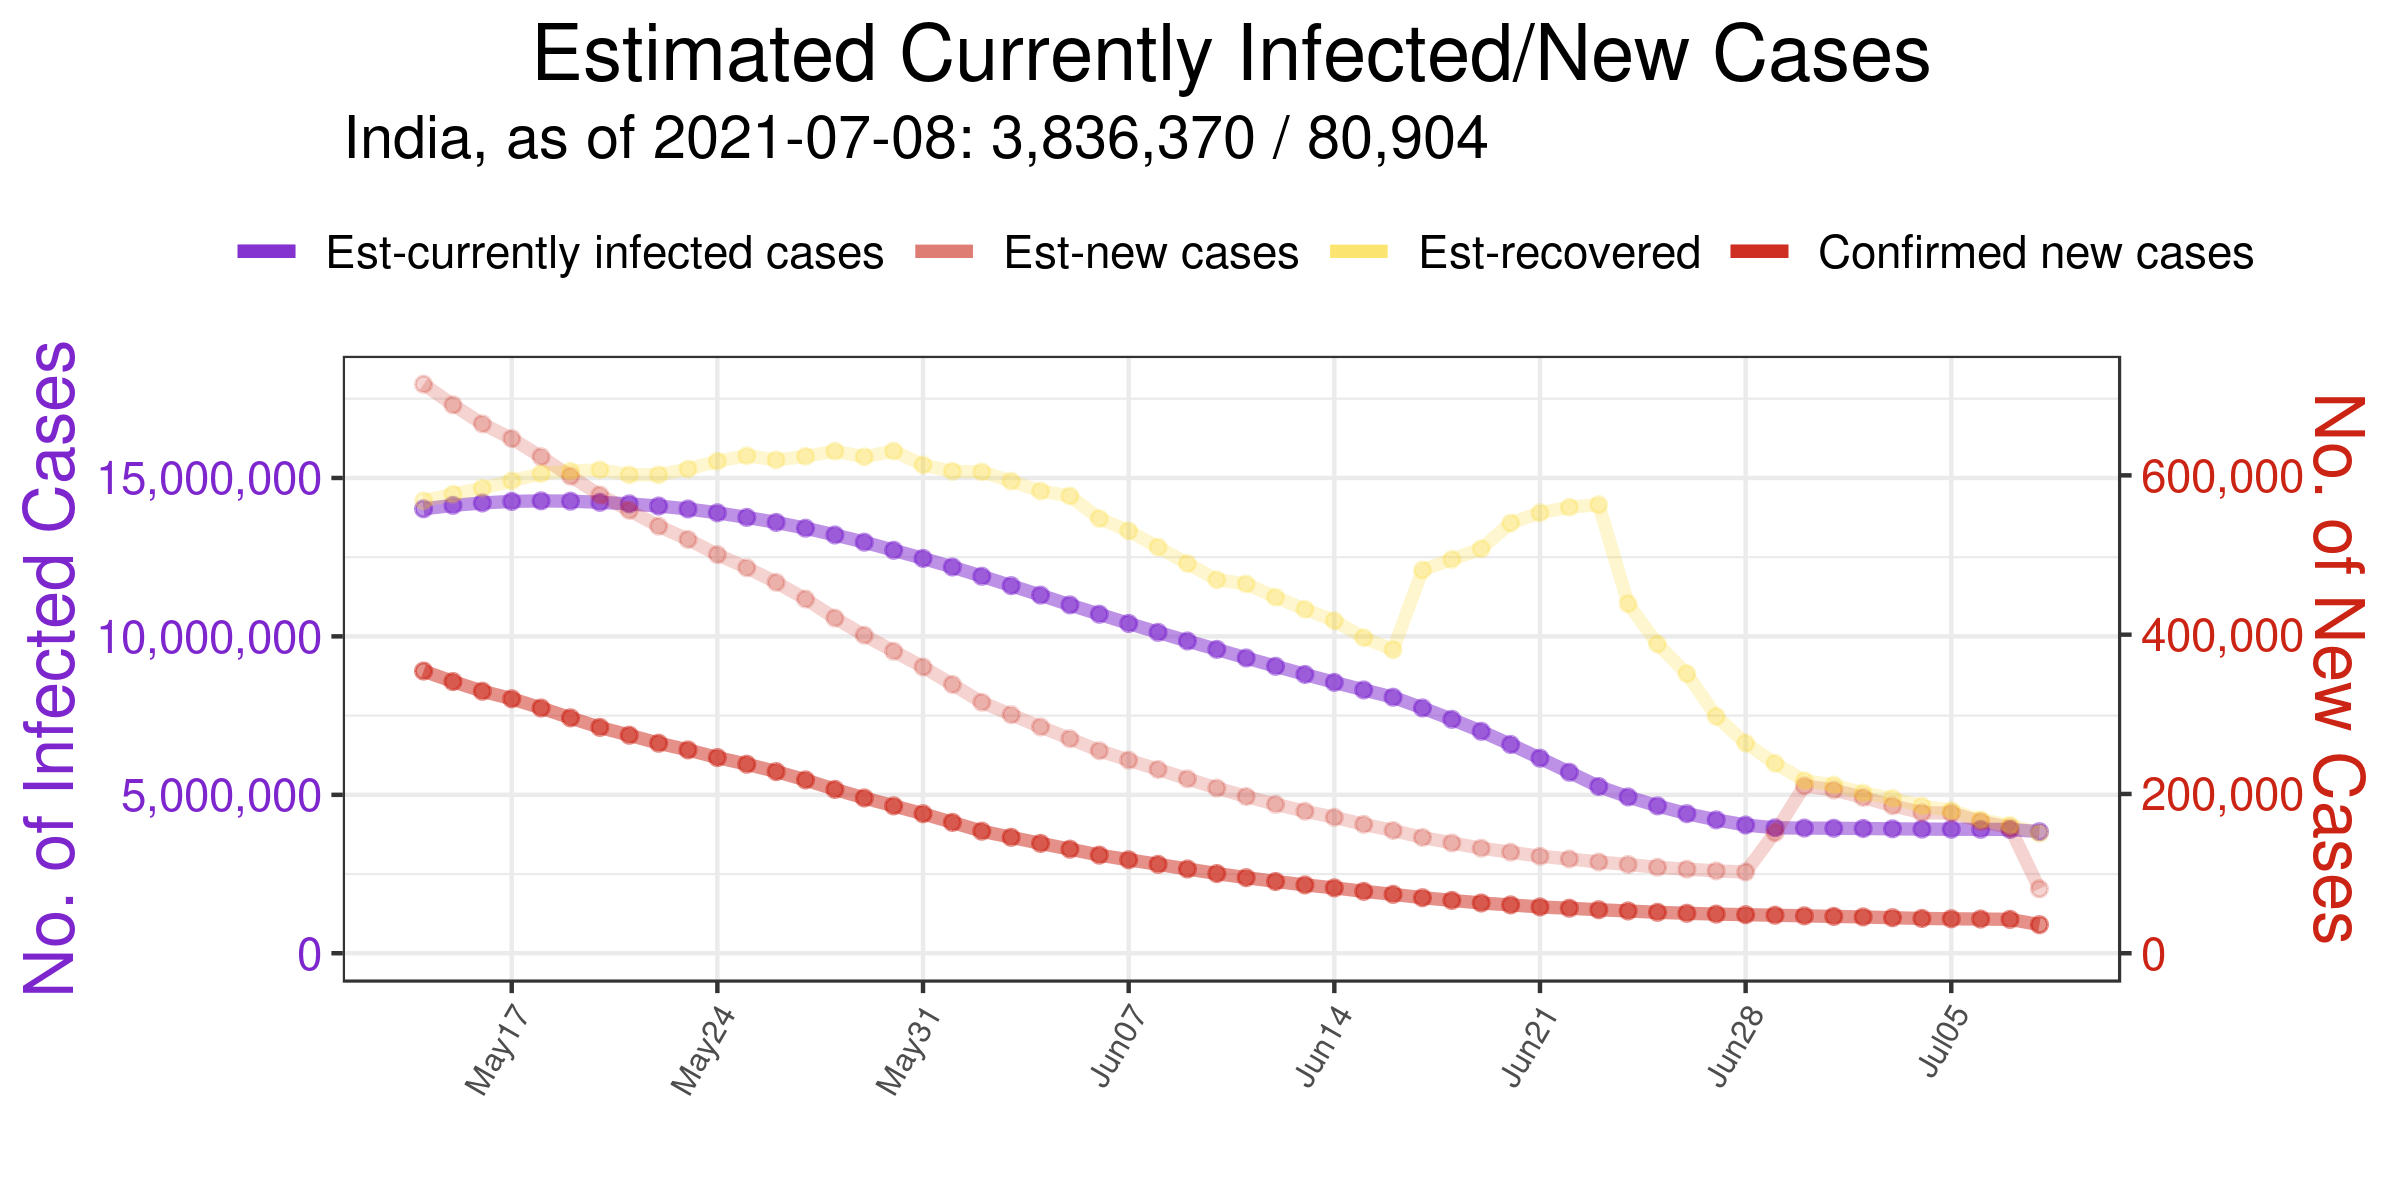 Estimated Currently Infected/New Cases
India, as of 2021-07-08: 3,836,370 / 80,904
Est-currently infected cases Est-new cases Est-recovered Confirmed new cases
No. of Infected Cases
15,000,000
10,000,000
5,000,000
0
600,000
400,000
200,000
0
No. of New Cases
May17 May24 May31 Jun07 Jun14 Jun21 Jun28 Jul05